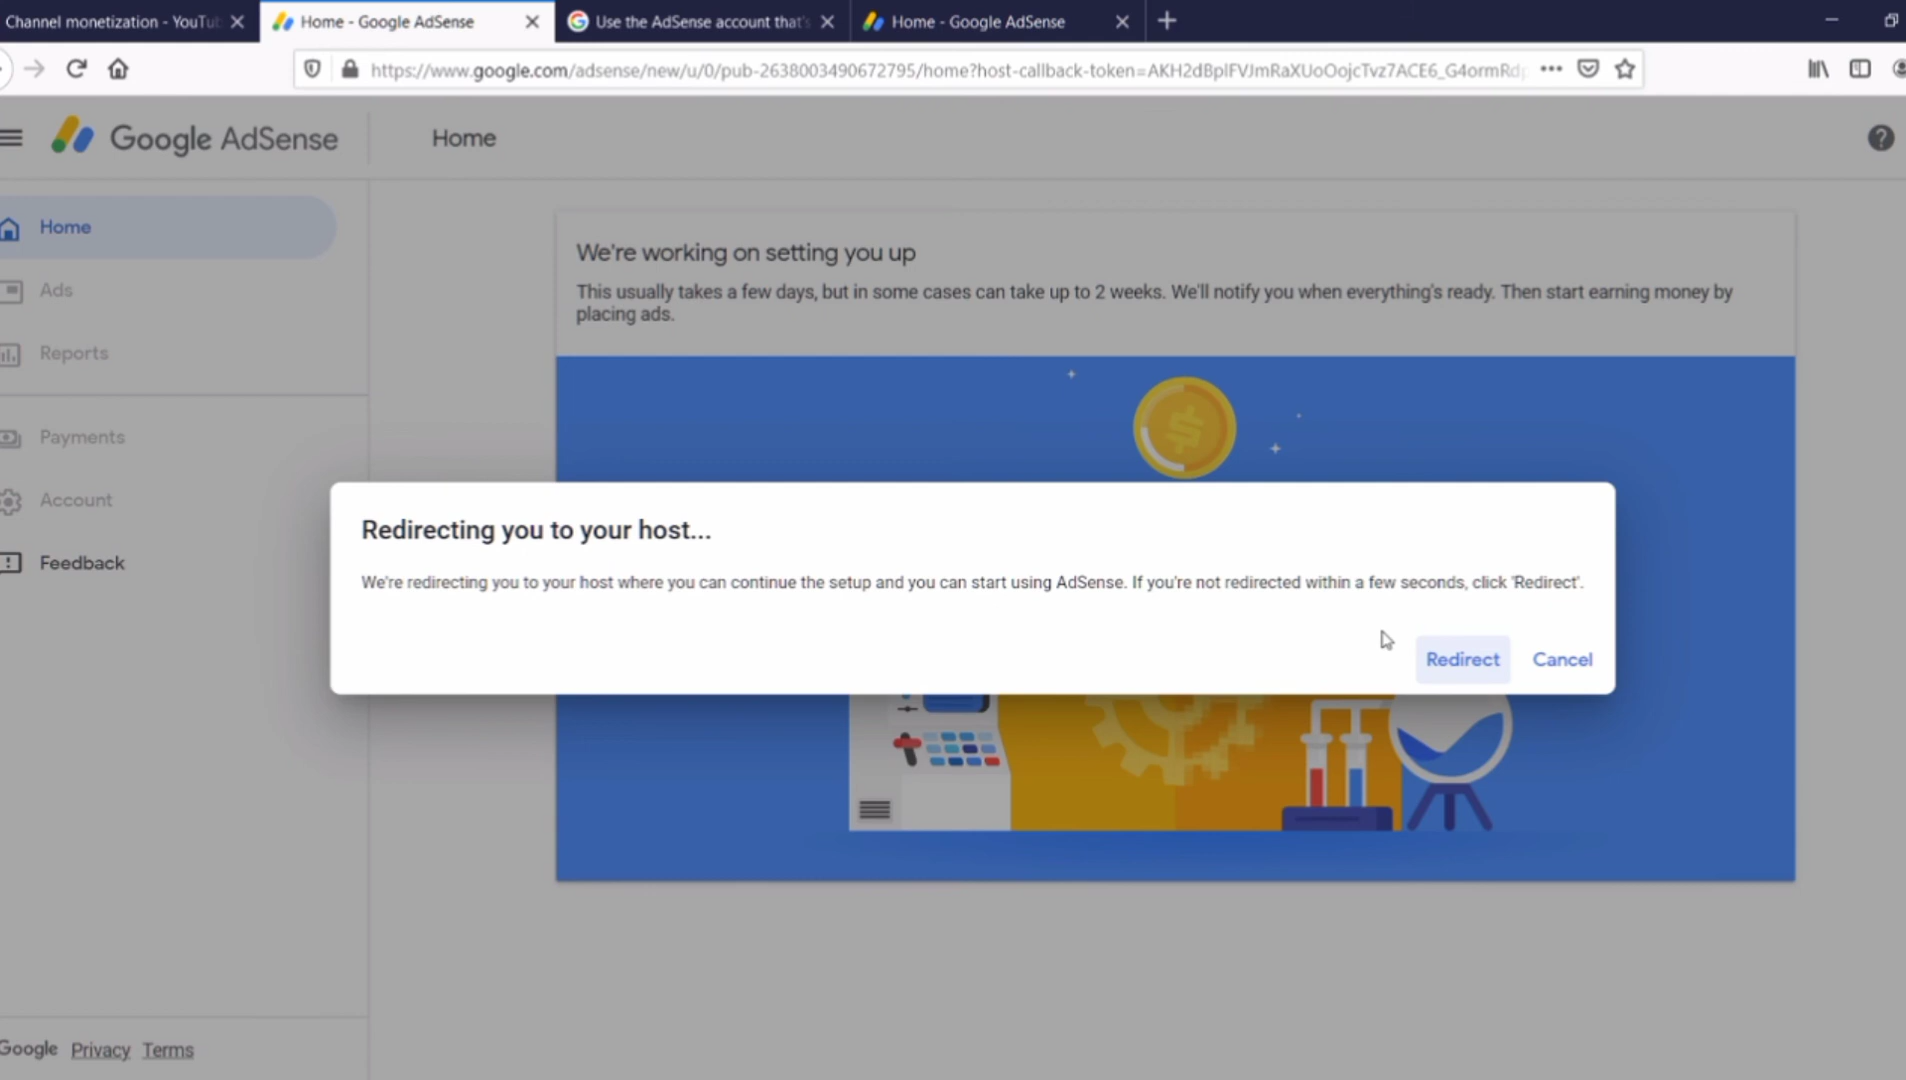 Channel monetization - YouTu
Home - Google AdSense
Use the AdSense account that's
Home - Google AdSense
https://www.google.com/adsense/new/u/0/pub-2638003490672795/home?host-callback-token=AKH2dBplFVJmRaXUoOojcTvz7ACE6_G4ormRdp
Google AdSense
Home
Home
Ads
Reports
Payments
Account
Feedback
We're working on setting you up
This usually takes a few days, but in some cases can take up to 2 weeks. We'll notify you when everything's ready. Then start earning money by
placing ads.
Redirecting you to your host...
We're redirecting you to your host where you can continue the setup and you can start using AdSense. If you're not redirected within a few seconds, click 'Redirect'.
Redirect
Cancel
Google
Privacy
Terms